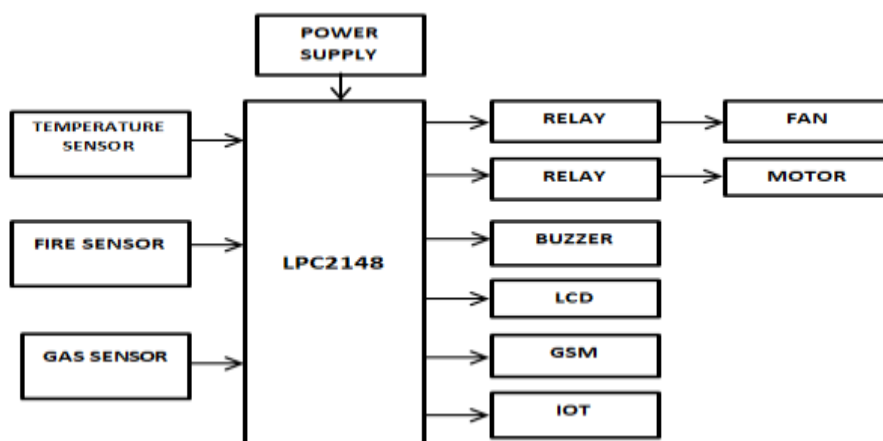 POWER
SUPPLY
TEMPERATURE
SENSOR
FIRE SENSOR
GAS SENSOR
LPC2148
RELAY
FAN
RELAY
MOTOR
BUZZER
LCD
GSM
IOT